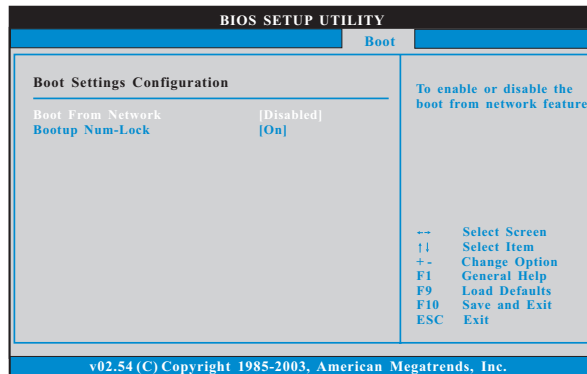 BIOS SETUP UTILITY
Boot
Boot Settings Configuration
Boot From Network [Disabled]
Bootup Num-Lock [On]
To enable or disable the
boot from network feature
←→ Select Screen
↑↓ Select Item
+ - Change Option
F1 General Help
F9 Load Defaults
F10 Save and Exit
ESC Exit
v02.54 (C) Copyright 1985-2003, American Megatrends, Inc.